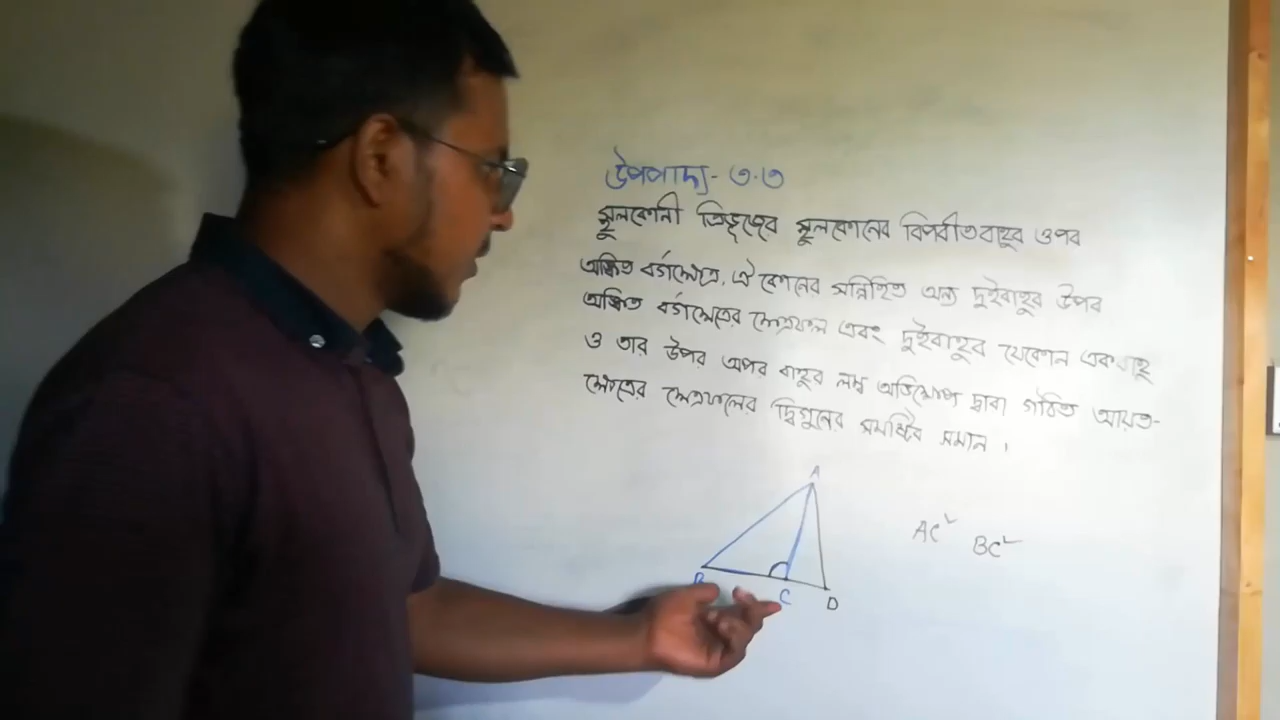 উপপাদ্য- ৩.৩
স্থুলকোনী ত্রিভূজের স্থুলকোনের বিপরীতবাহুর ওপর
অঙ্কিত বর্গক্ষেত্র, ঐ কোনের সন্নিহিত অন্য দুইবাহুর উপর
অঙ্কিত বর্গক্ষেত্রের ক্ষেত্রফল এবং দুইবাহুর যেকোন একবাহু
ও তার উপর অপর বাহুর লম্ব অভিক্ষেপ দ্বারা গঠিত আয়ত-
ক্ষেত্রের ক্ষেত্রফলের দ্বিগুনের সমষ্টির সমান ।
A
AC²
BC²
B
C
D